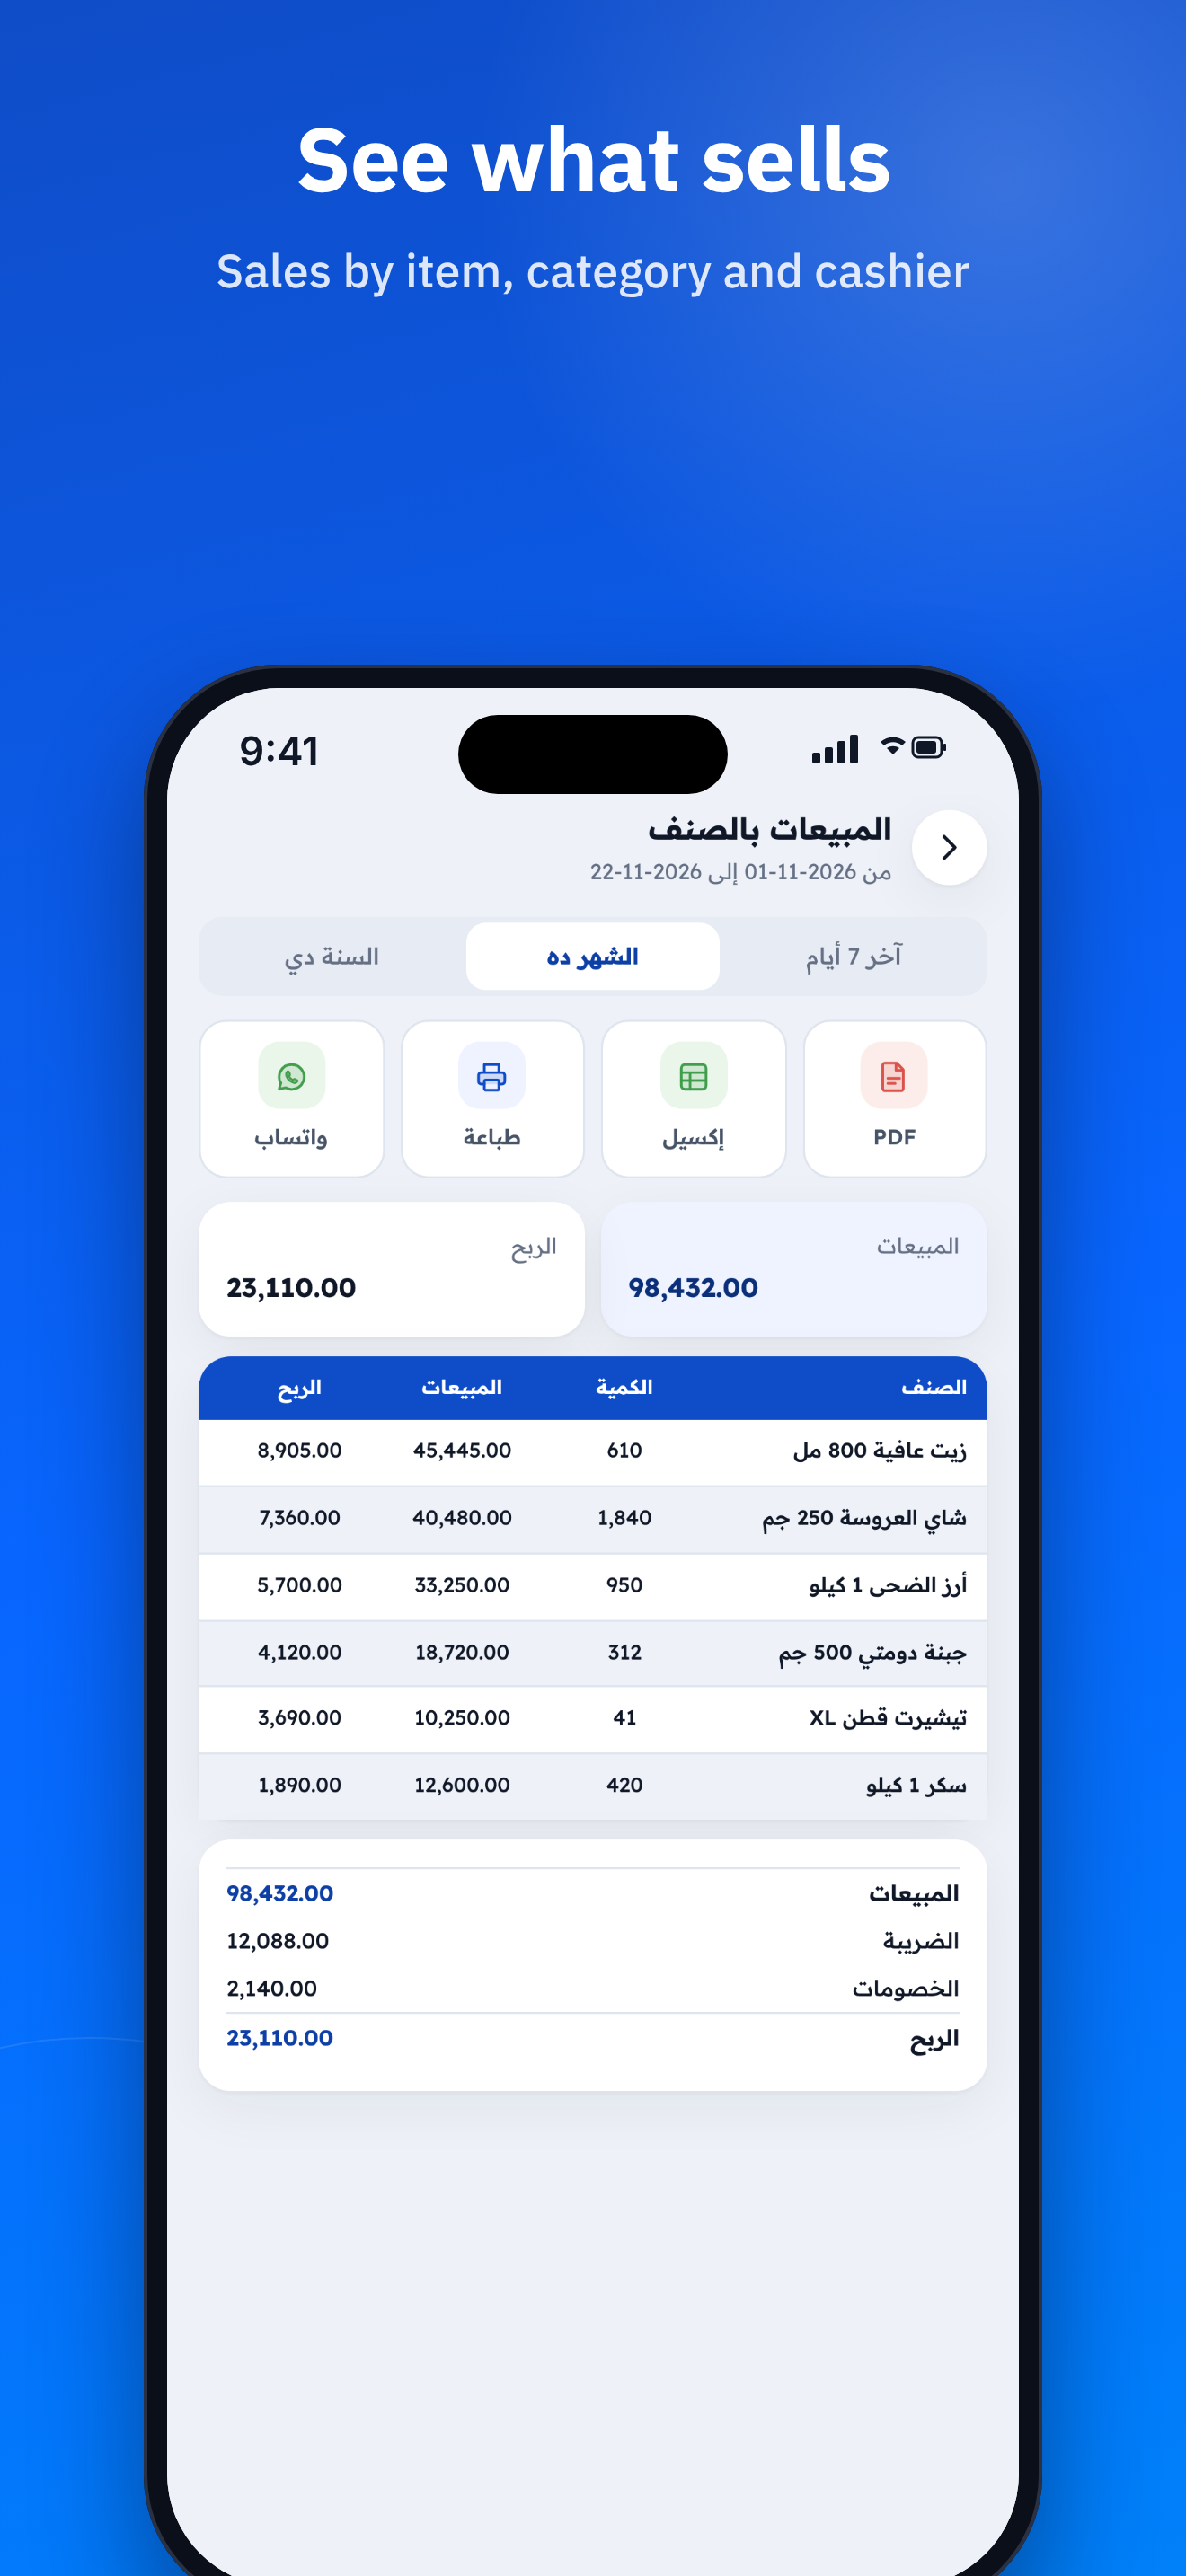 See what sells
Sales by item, category and cashier
9:41
المبيعات بالصنف
من 2026-11-01 إلى 2026-11-22
آخر 7 أيام
الشهر ده
السنة دي
PDF
إكسيل
طباعة
واتساب
المبيعات
98,432.00
الربح
23,110.00
الصنف الكمية المبيعات الربح
زيت عافية 800 مل 610 45,445.00 8,905.00
شاي العروسة 250 جم 1,840 40,480.00 7,360.00
أرز الضحى 1 كيلو 950 33,250.00 5,700.00
جبنة دومتي 500 جم 312 18,720.00 4,120.00
تيشيرت قطن XL 41 10,250.00 3,690.00
سكر 1 كيلو 420 12,600.00 1,890.00
المبيعات 98,432.00
الضريبة 12,088.00
الخصومات 2,140.00
الربح 23,110.00